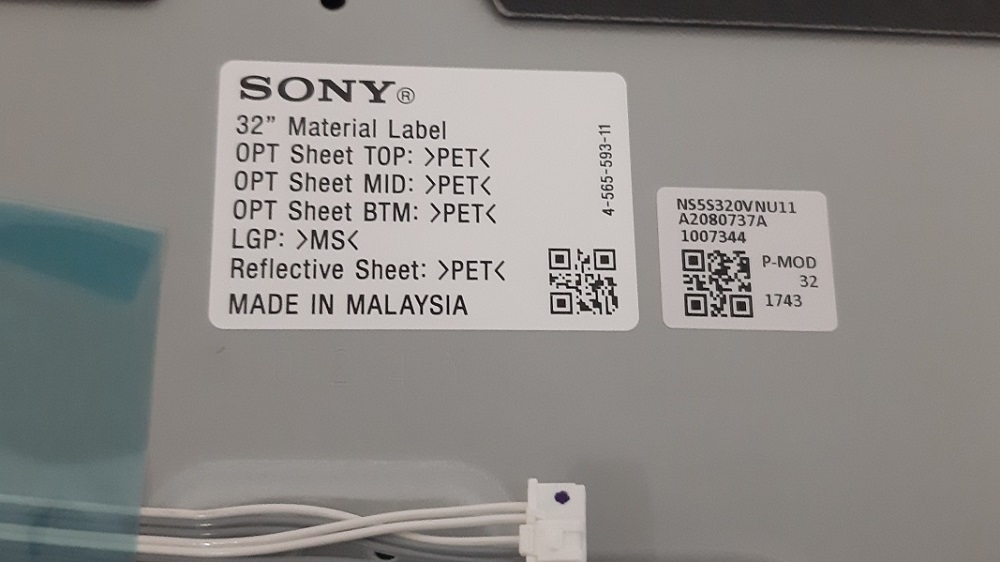 SONY®
32” Material Label
OPT Sheet TOP: >PET<
OPT Sheet MID: >PET<
OPT Sheet BTM: >PET<
LGP: >MS<
Reflective Sheet: >PET<
MADE IN MALAYSIA
4-565-593-11
NS5S320VNU11
A2080737A
1007344
P-MOD
32
1743